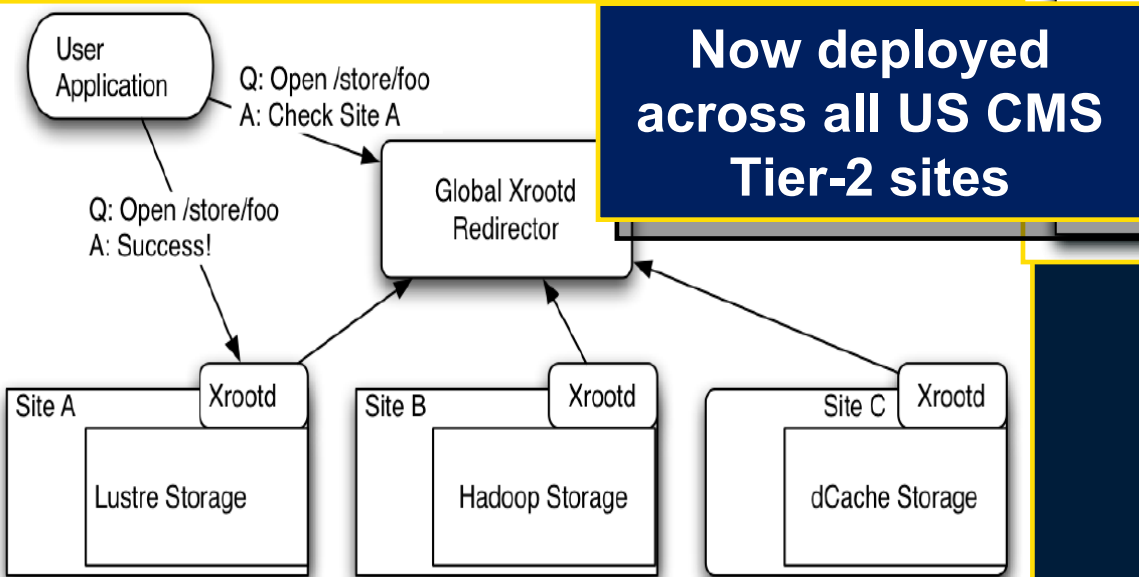 User
Application
Q: Open /store/foo
A: Check Site A
Now deployed
across all US CMS
Tier-2 sites
Global Xrootd
Redirector
Q: Open /store/foo
A: Success!
Site A
Xrootd
Lustre Storage
Site B
Xrootd
Hadoop Storage
Site C
Xrootd
dCache Storage